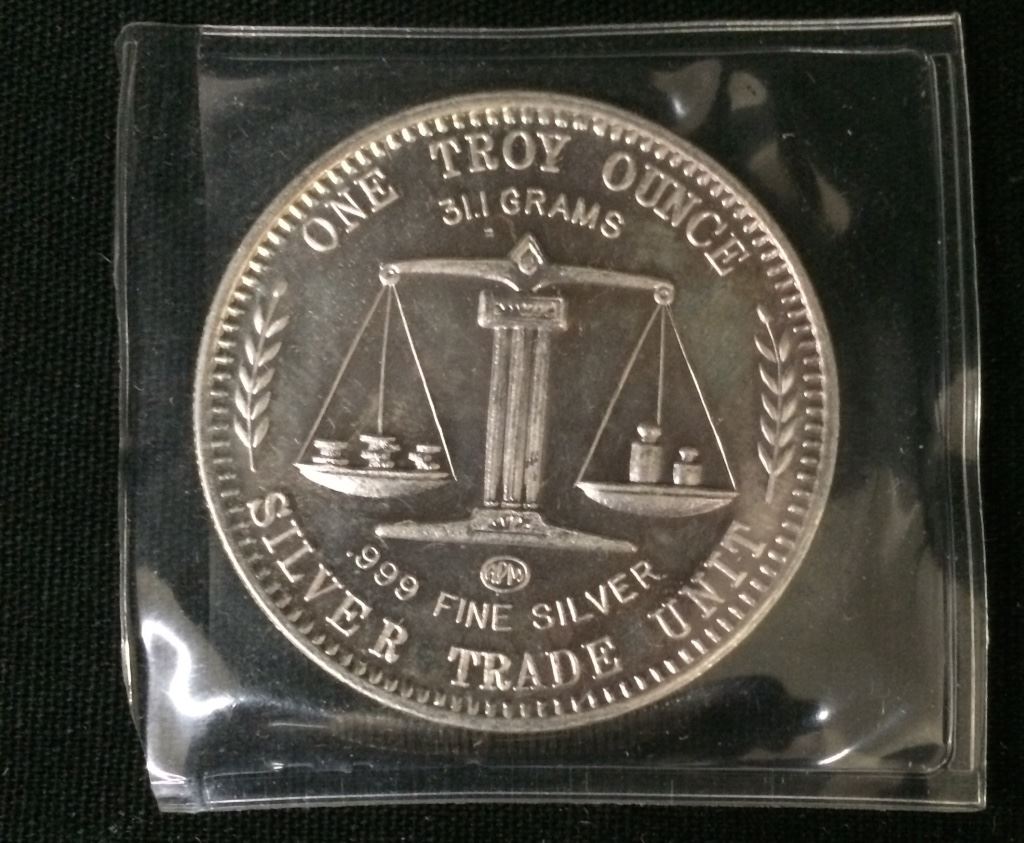 ONE TROY OUNCE
31.1 GRAMS
.999 FINE SILVER
SILVER TRADE UNIT